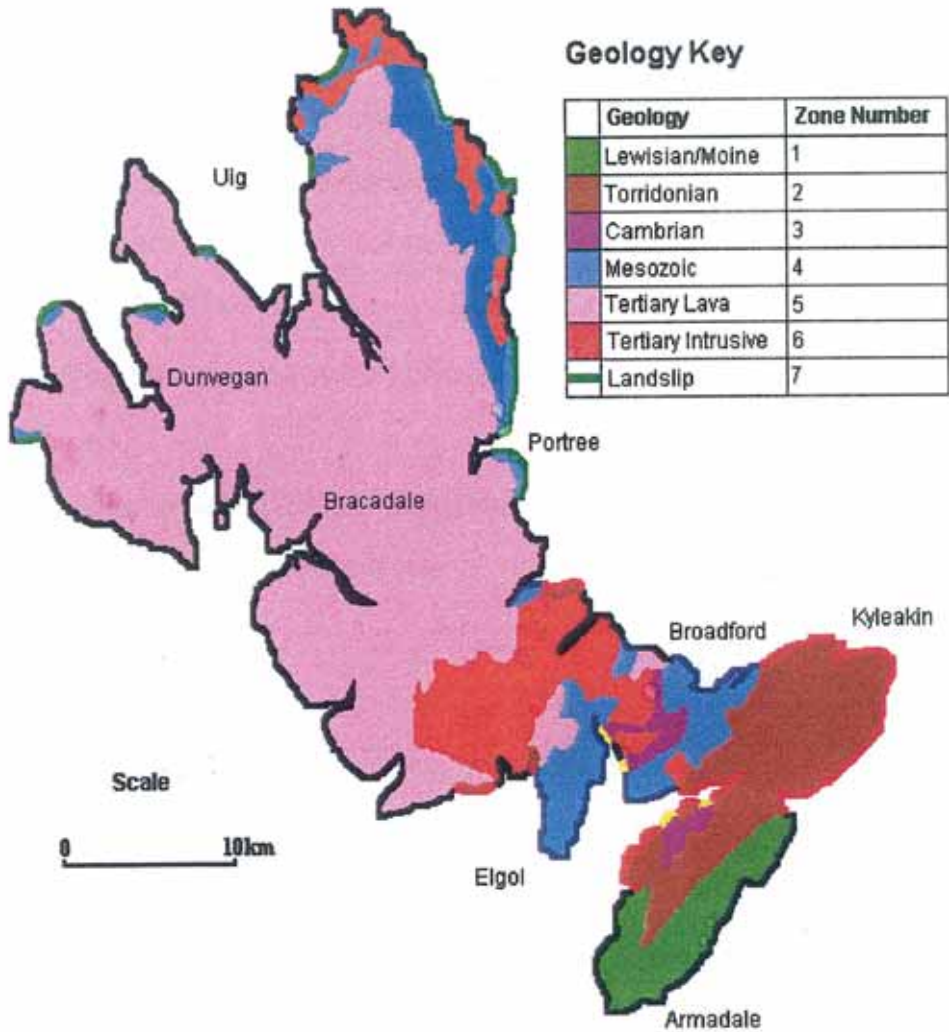 Geology Key
Geology Zone Number
Lewisian/Moine 1
Torridonian 2
Cambrian 3
Mesozoic 4
Tertiary Lava 5
Tertiary Intrusive 6
Landslip 7
Uig
Dunvegan
Portree
Bracadale
Broadford
Kyleakin
Scale
0 10km
Elgol
Armadale